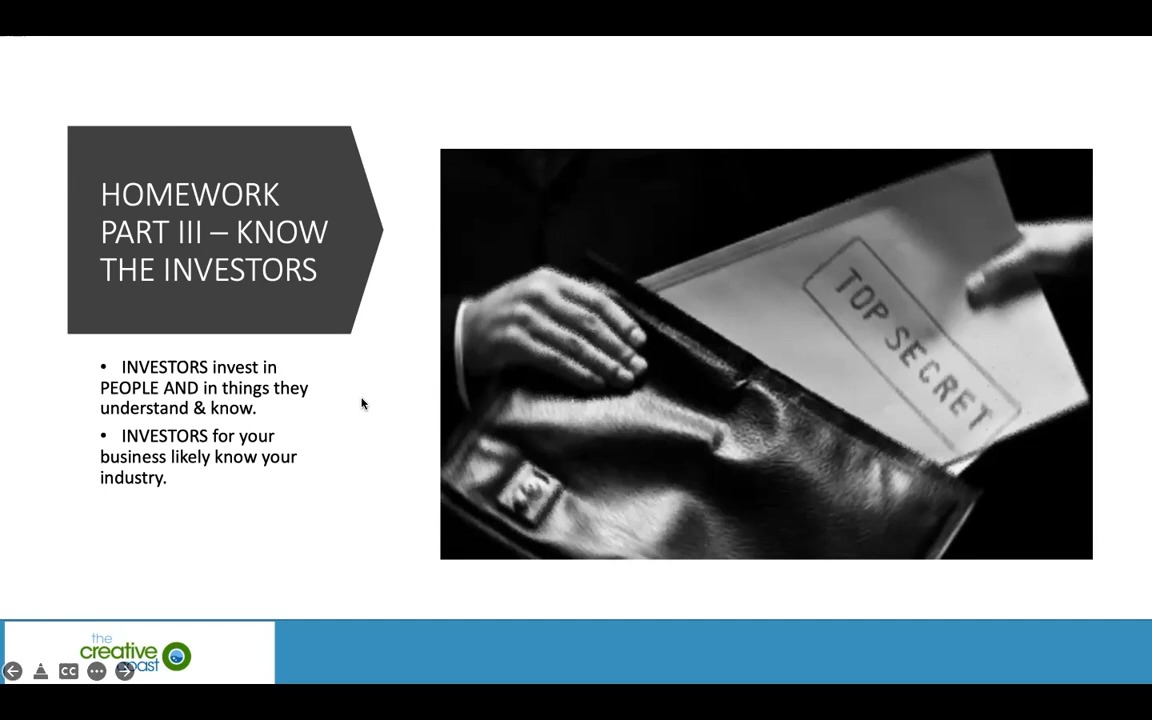 HOMEWORK
PART III – KNOW
THE INVESTORS
• INVESTORS invest in
PEOPLE AND in things they
understand & know.
• INVESTORS for your
business likely know your
industry.
TOP SECRET
the
creative
coast
CC